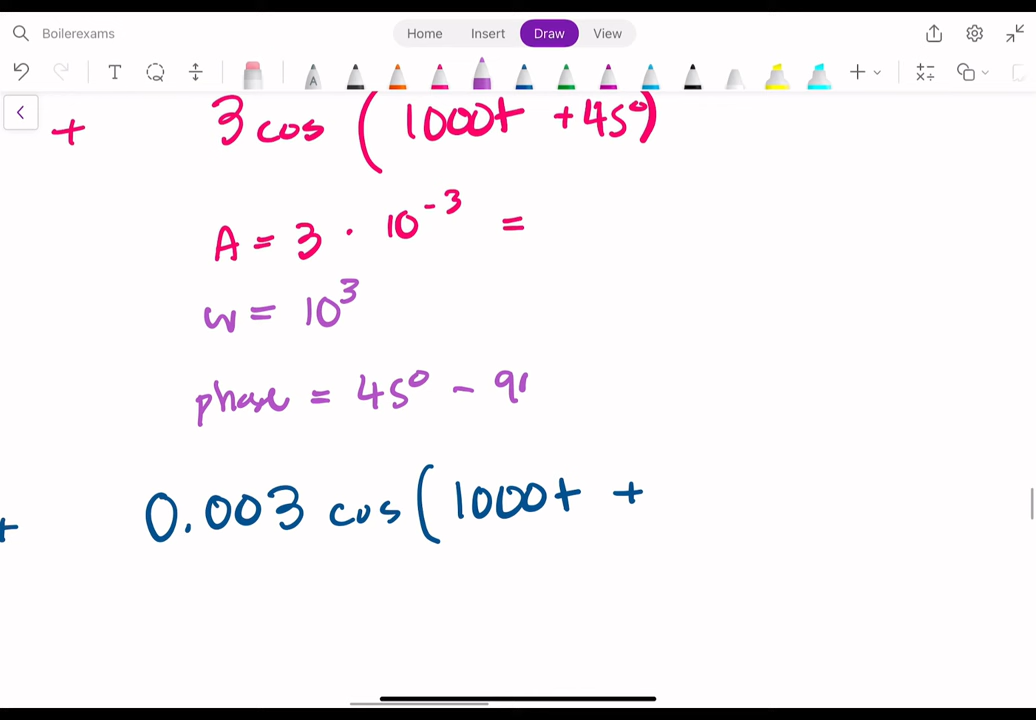 Boilerexams
Home Insert Draw View
T A
+ 3 cos (1000t + 45°)
A = 3 · 10⁻³ =
w = 10³
phase = 45° - 90
+ 0.003 cos (1000t +